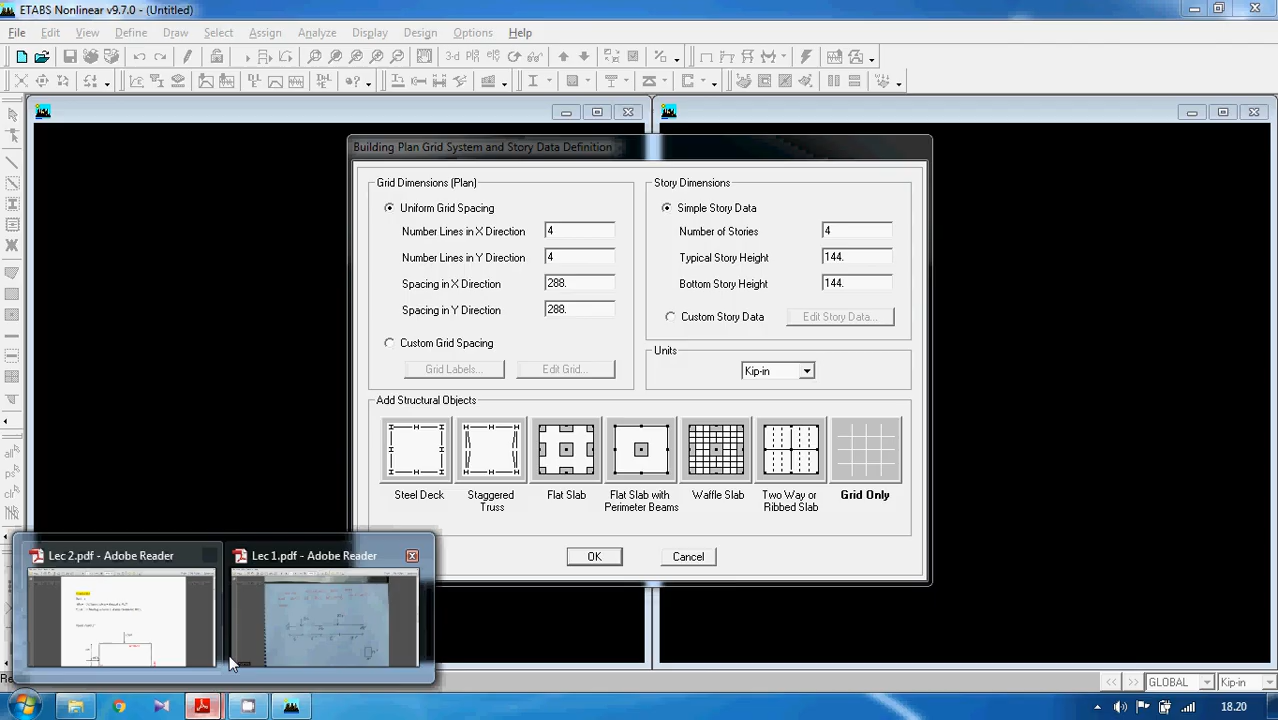 ETABS Nonlinear v9.7.0 - (Untitled)
File Edit View Define Draw Select Assign Analyze Display Design Options Help
3-d
Building Plan Grid System and Story Data Definition
Grid Dimensions (Plan)
Uniform Grid Spacing
Number Lines in X Direction 4
Number Lines in Y Direction 4
Spacing in X Direction 288.
Spacing in Y Direction 288.
Custom Grid Spacing
Grid Labels... Edit Grid...
Story Dimensions
Simple Story Data
Number of Stories 4
Typical Story Height 144.
Bottom Story Height 144.
Custom Story Data Edit Story Data...
Units
Kip-in
Add Structural Objects
Steel Deck
Staggered
Truss
Flat Slab
Flat Slab with
Perimeter Beams
Waffle Slab
Two Way or
Ribbed Slab
Grid Only
OK Cancel
all
ps
clr
Lec 2.pdf - Adobe Reader
Lec 1.pdf - Adobe Reader
GLOBAL Kip-in
18.20